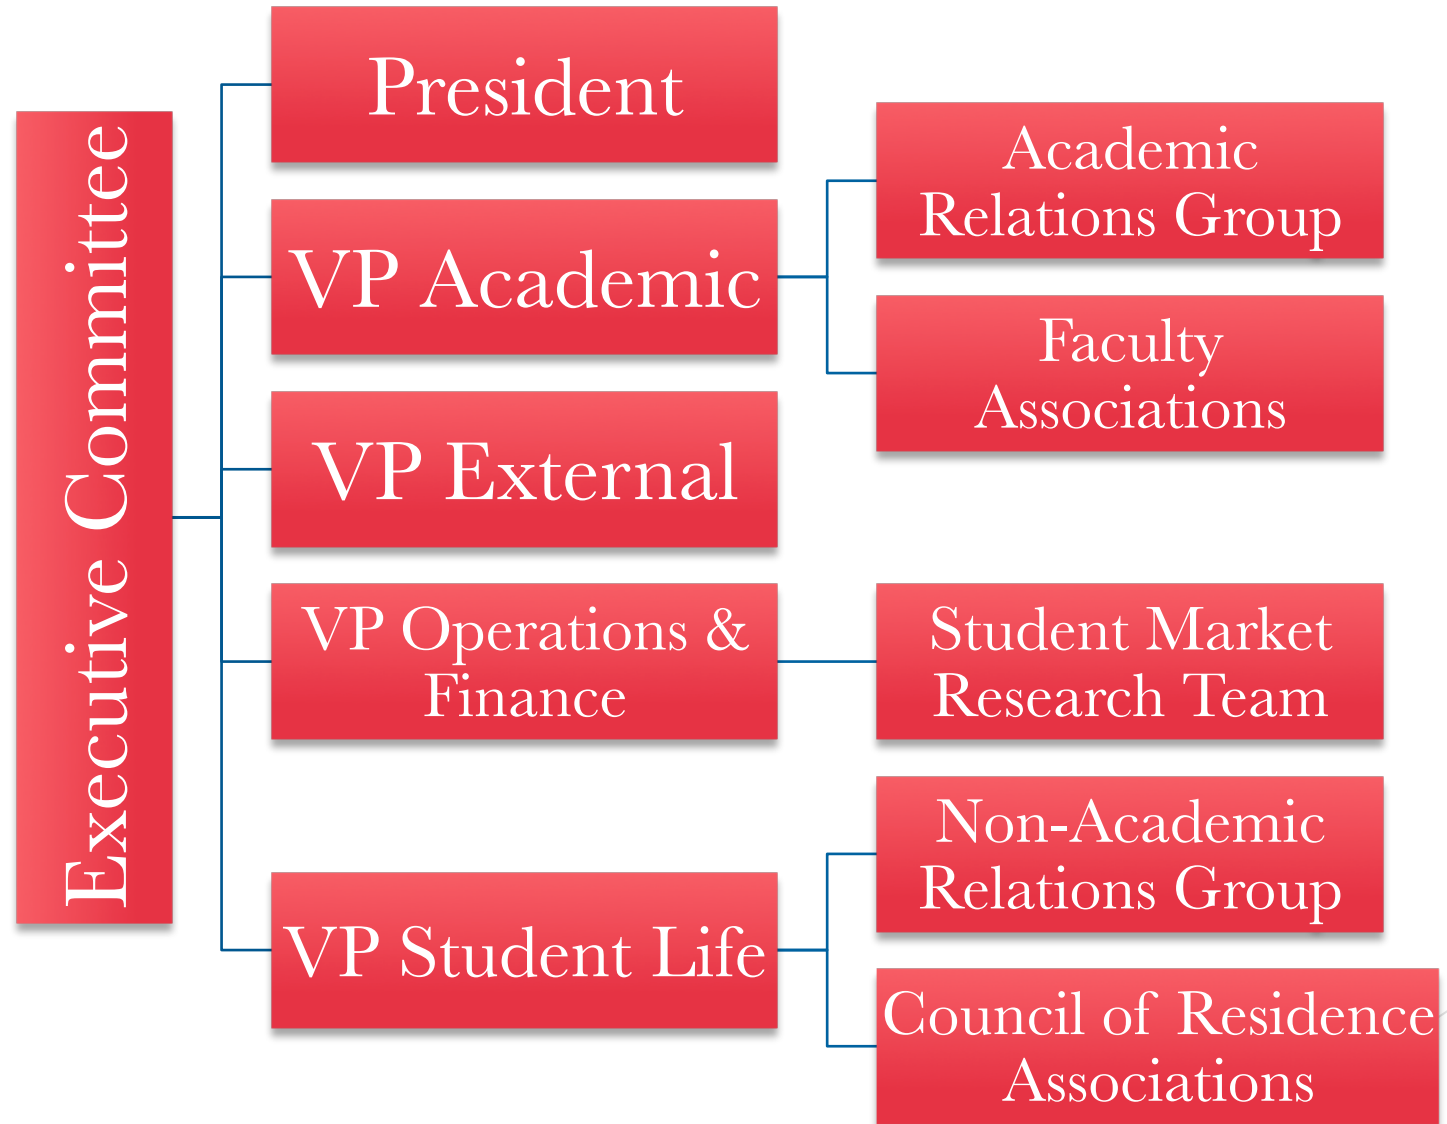 Executive Committee
President
VP Academic
Academic
Relations Group
Faculty
Associations
VP External
VP Operations &
Finance
Student Market
Research Team
VP Student Life
Non-Academic
Relations Group
Council of Residence
Associations